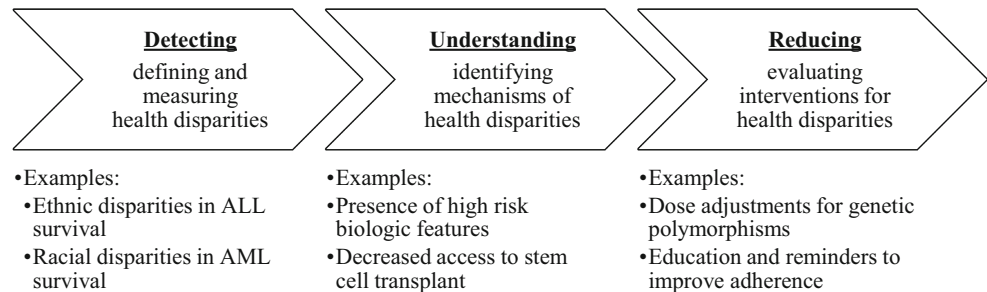 Detecting
defining and
measuring
health disparities
Understanding
identifying
mechanisms of
health disparities
Reducing
evaluating
interventions for
health disparities
•Examples:
•Ethnic disparities in ALL
survival
•Racial disparities in AML
survival
•Examples:
•Presence of high risk
biologic features
•Decreased access to stem
cell transplant
•Examples:
•Dose adjustments for genetic
polymorphisms
•Education and reminders to
improve adherence